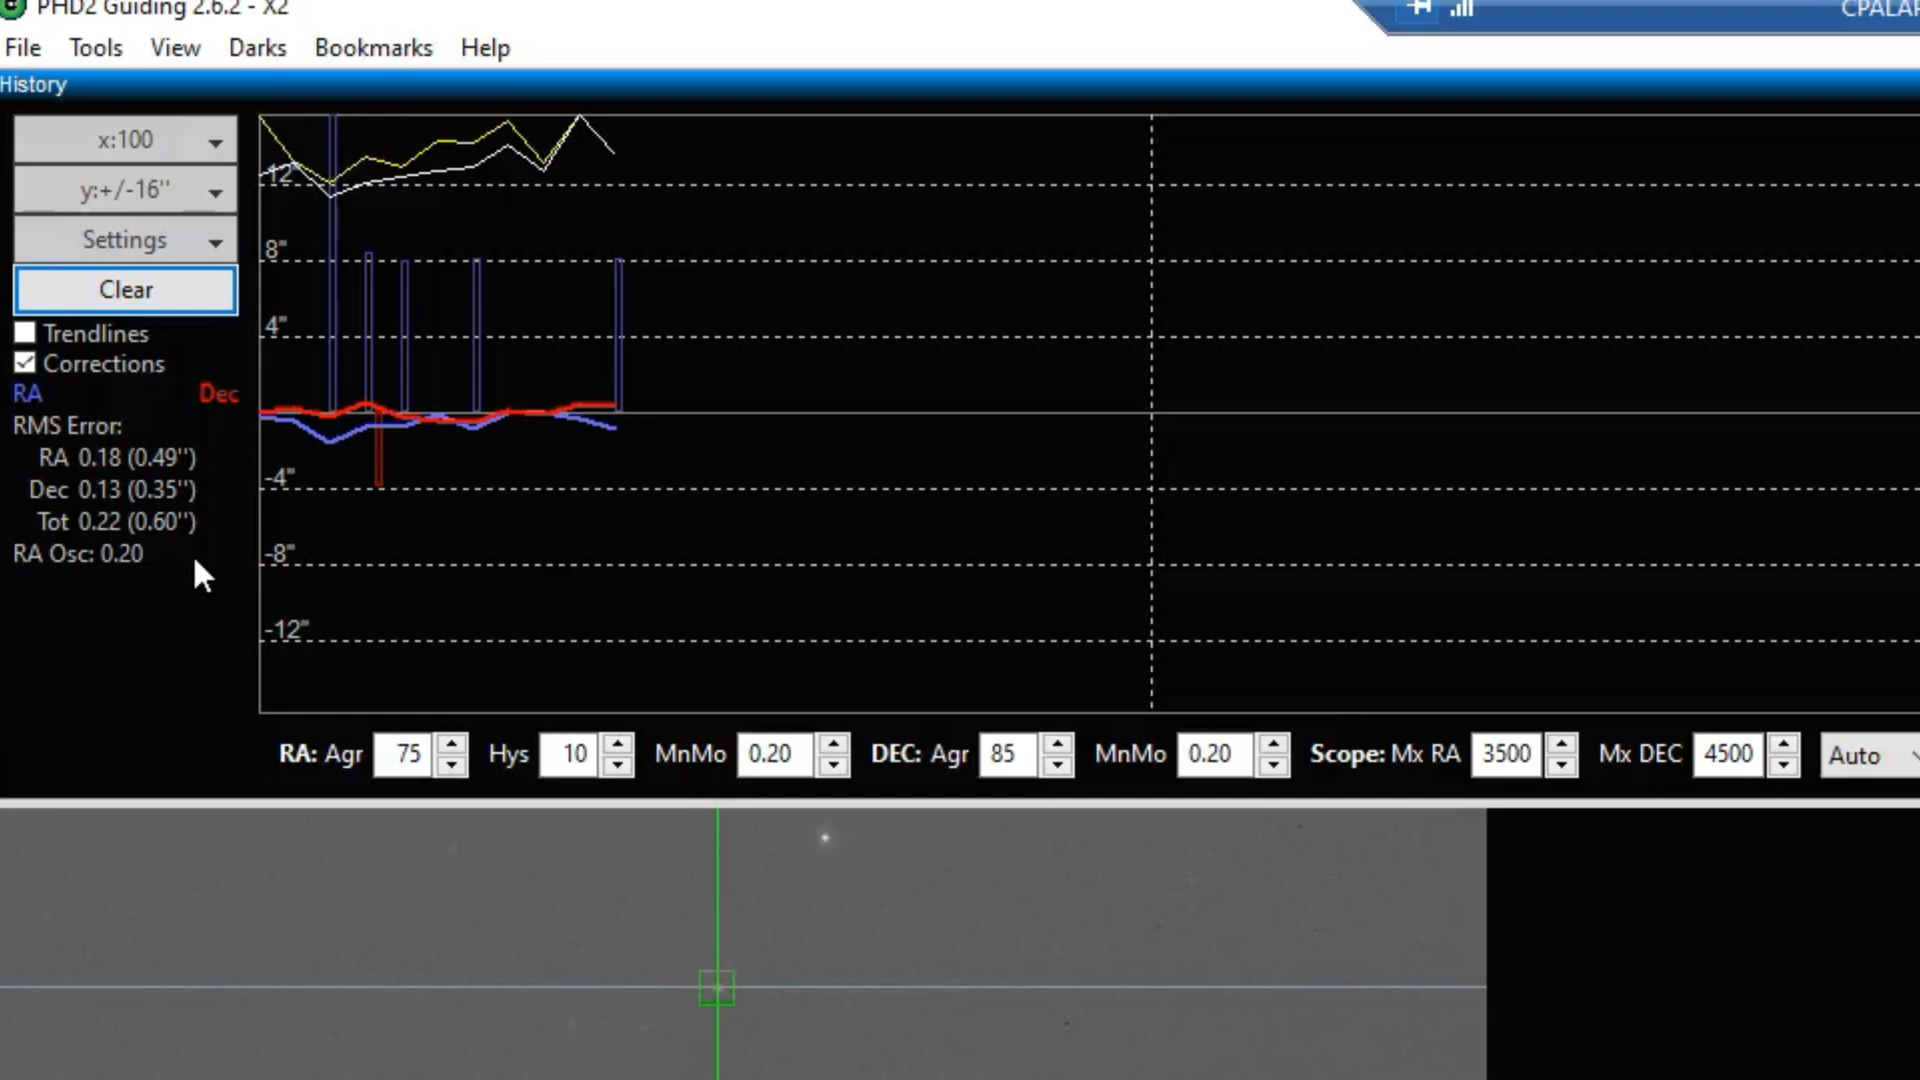 PHD2 Guiding 2.6.2 - X2
File Tools View Darks Bookmarks Help
History
x:100
y:+/-16"
Settings
Clear
Trendlines
Corrections
RA Dec
RMS Error:
RA 0.18 (0.49")
Dec 0.13 (0.35")
Tot 0.22 (0.60")
RA Osc: 0.20
12"
8"
4"
-4"
-8"
-12"
RA: Agr 75 Hys 10 MnMo 0.20 DEC: Agr 85 MnMo 0.20 Scope: Mx RA 3500 Mx DEC 4500 Auto